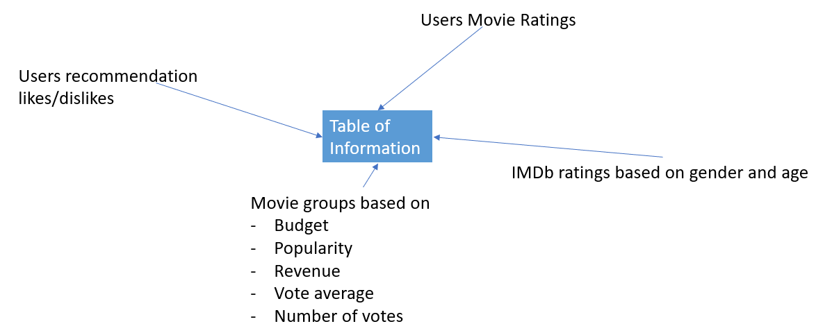 Users Movie Ratings
Users recommendation
likes/dislikes
Table of
Information
IMDb ratings based on gender and age
Movie groups based on
- Budget
- Popularity
- Revenue
- Vote average
- Number of votes